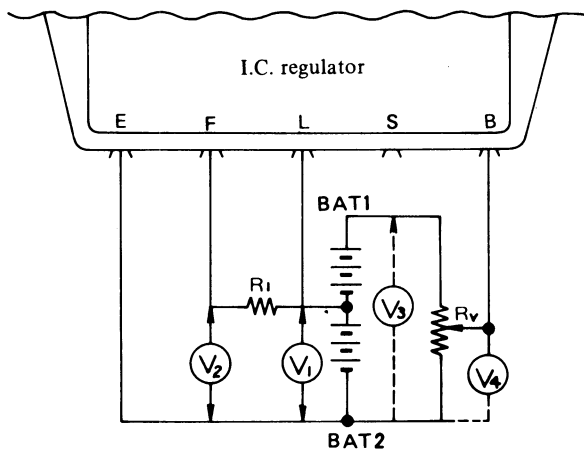 I.C. regulator
E F L S B
BAT1
R1
V3
Rv
V2
V1
V4
BAT2